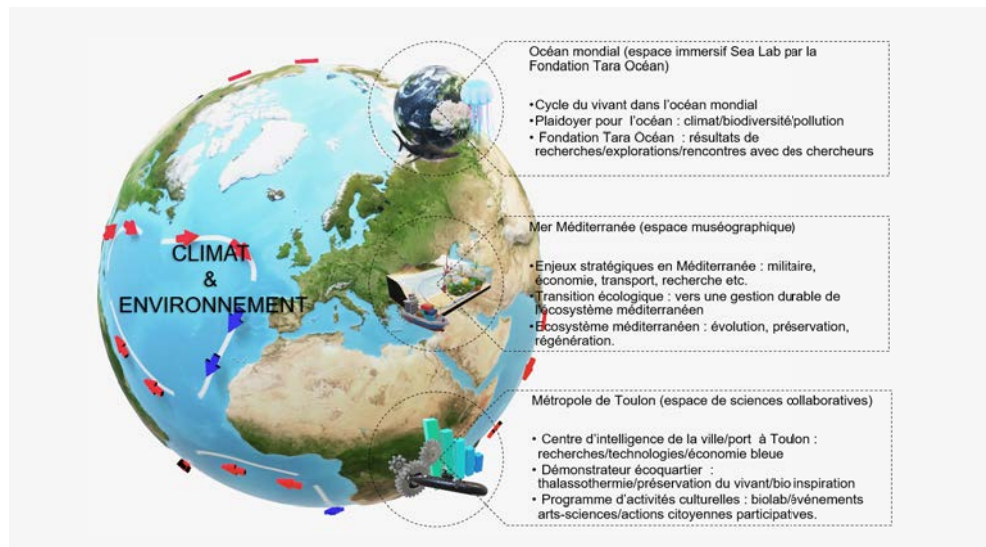 CLIMAT
&
ENVIRONNEMENT
Océan mondial (espace immersif Sea Lab par la
Fondation Tara Océan)
•Cycle du vivant dans l'océan mondial
•Plaidoyer pour l'océan : climat/biodiversité/pollution
• Fondation Tara Océan : résultats de
recherches/explorations/rencontres avec des chercheurs
Mer Méditerranée (espace muséographique)
•Enjeux stratégiques en Méditerranée : militaire,
économie, transport, recherche etc.
•Transition écologique : vers une gestion durable de
l'écosystème méditerranéen
•Ecosystème méditerranéen : évolution, préservation,
régénération.
Métropole de Toulon (espace de sciences collaboratives)
• Centre d'intelligence de la ville/port à Toulon :
recherches/technologies/économie bleue
• Démonstrateur écoquartier :
thalassothermie/préservation du vivant/bio inspiration
• Programme d'activités culturelles : biolab/événements
arts-sciences/actions citoyennes participatives.